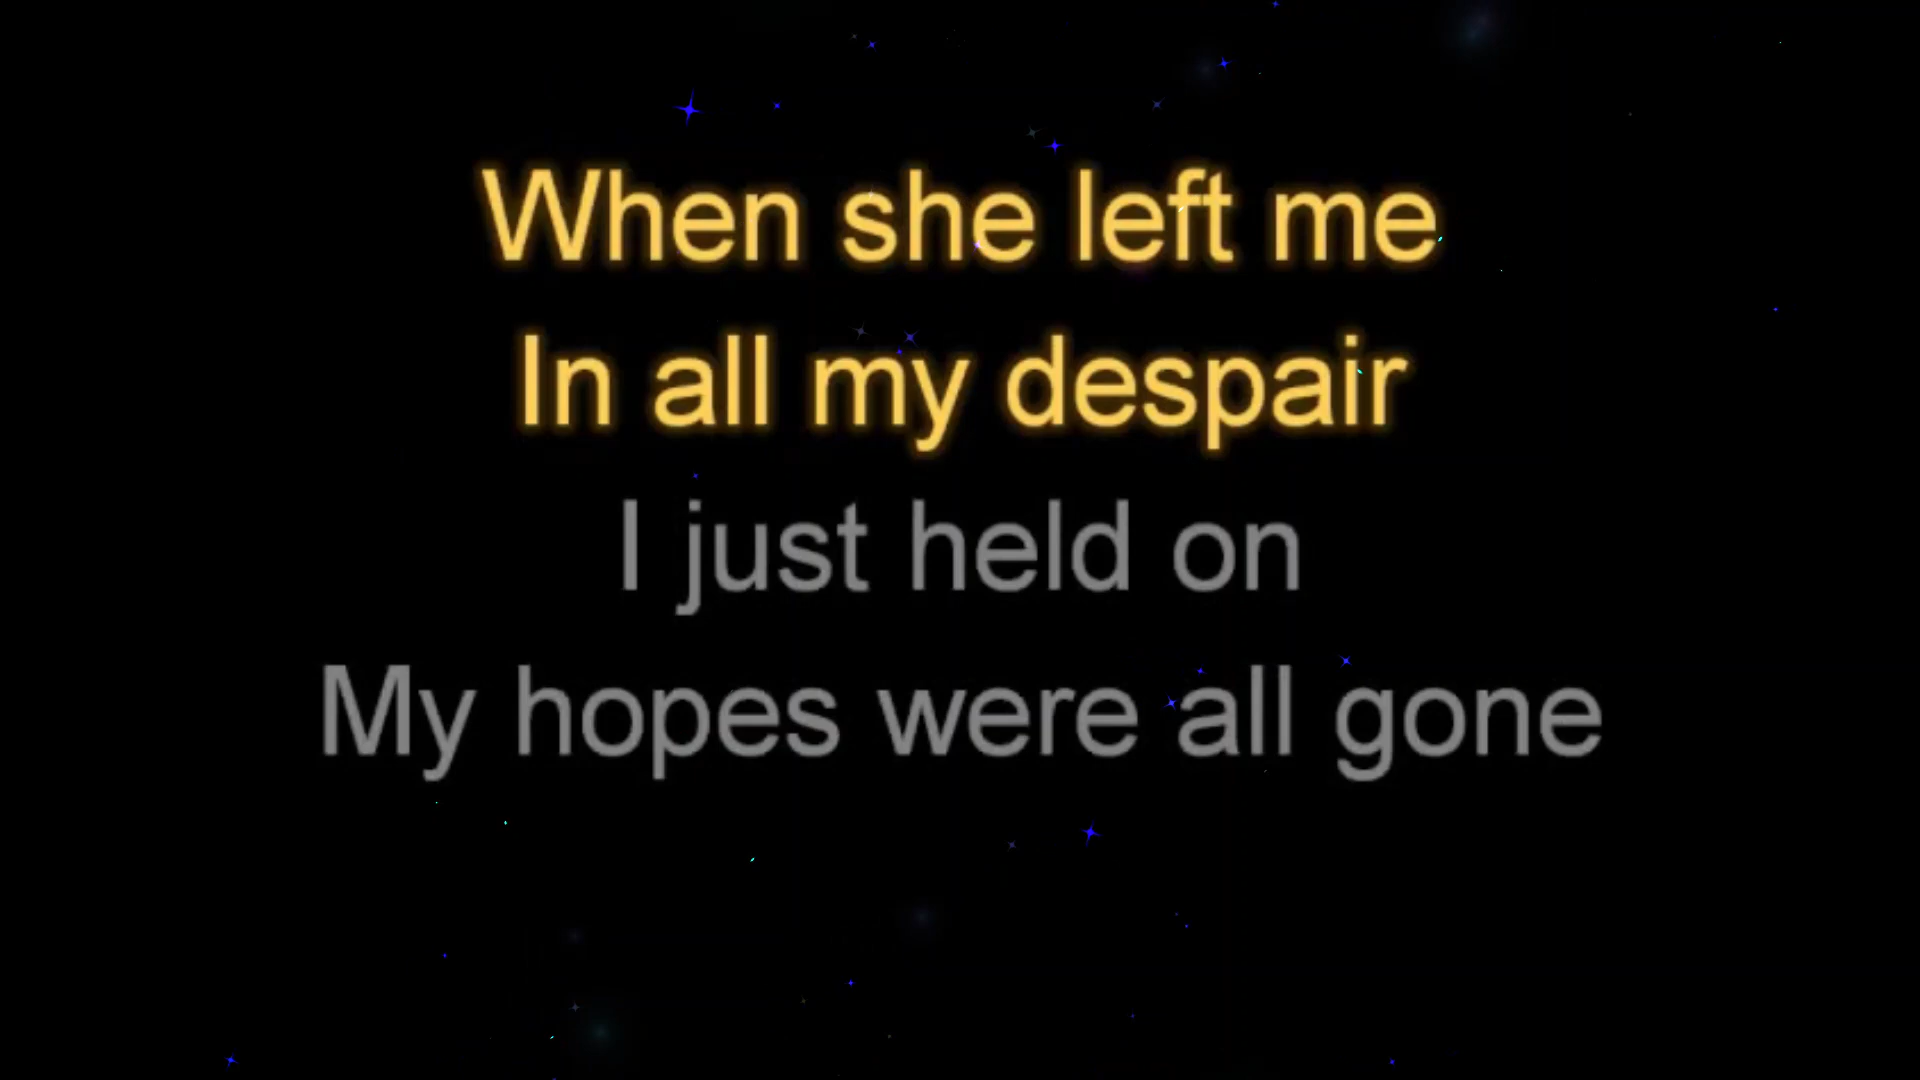 When she left me
In all my despair
I just held on
My hopes were all gone